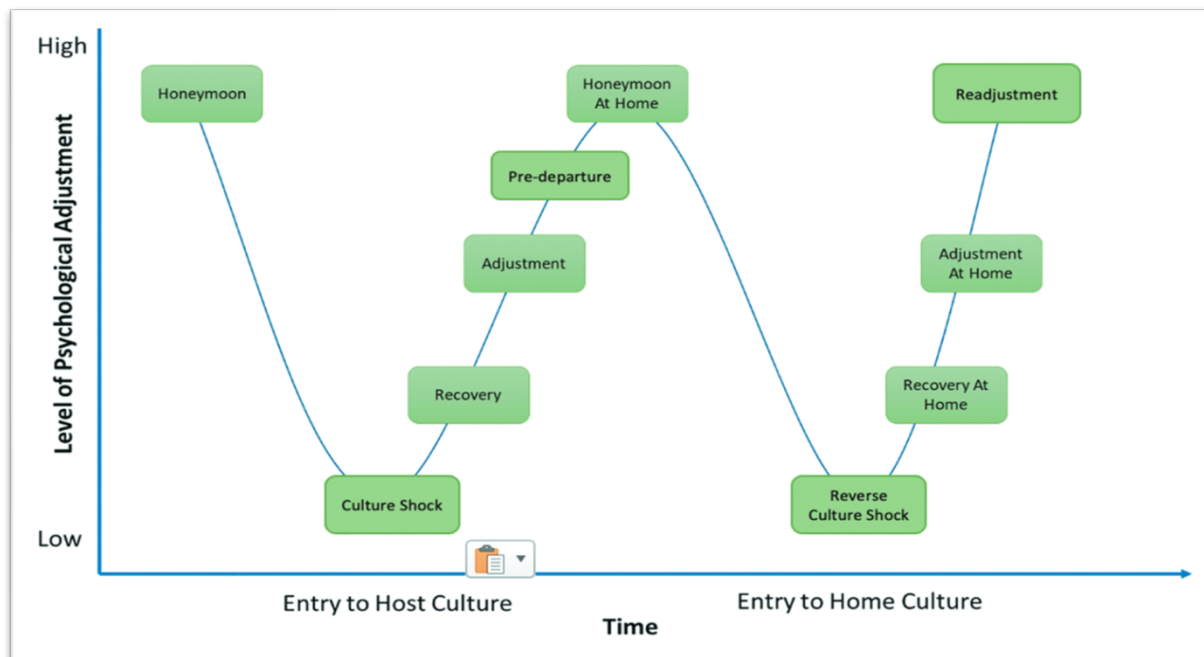 High
Honeymoon
Honeymoon
At Home
Readjustment
Pre-departure
Adjustment
Adjustment
At Home
Recovery
Recovery At
Home
Culture Shock
Reverse
Culture Shock
Low
Level of Psychological Adjustment
Entry to Host Culture
Entry to Home Culture
Time